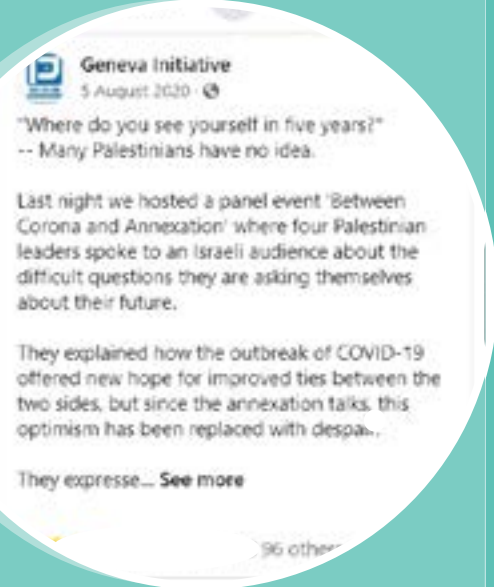 Geneva Initiative
5 August 2020
"Where do you see yourself in five years?"
-- Many Palestinians have no idea.
Last night we hosted a panel event 'Between
Corona and Annexation' where four Palestinian
leaders spoke to an Israeli audience about the
difficult questions they are asking themselves
about their future.
They explained how the outbreak of COVID-19
offered new hope for improved ties between the
two sides, but since the annexation talks, this
optimism has been replaced with despa...
They expresse... See more
96 others